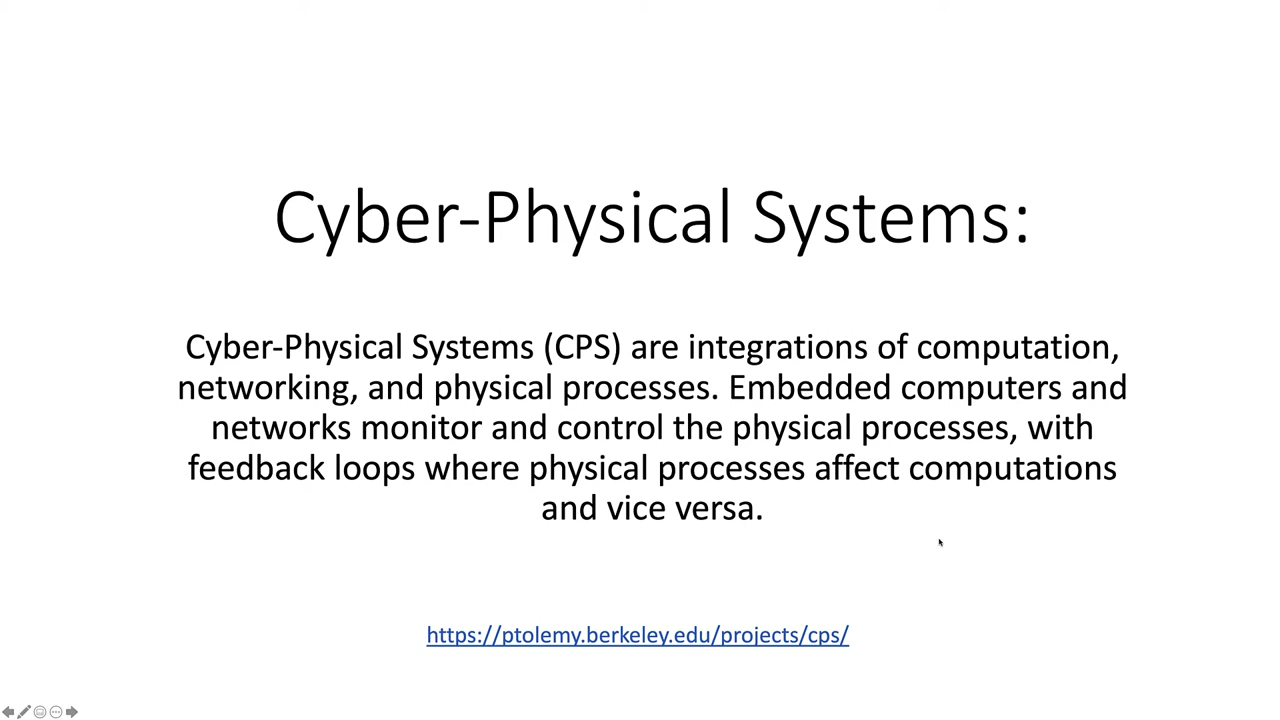 Cyber-Physical Systems:
Cyber-Physical Systems (CPS) are integrations of computation,
networking, and physical processes. Embedded computers and
networks monitor and control the physical processes, with
feedback loops where physical processes affect computations
and vice versa.
https://ptolemy.berkeley.edu/projects/cps/